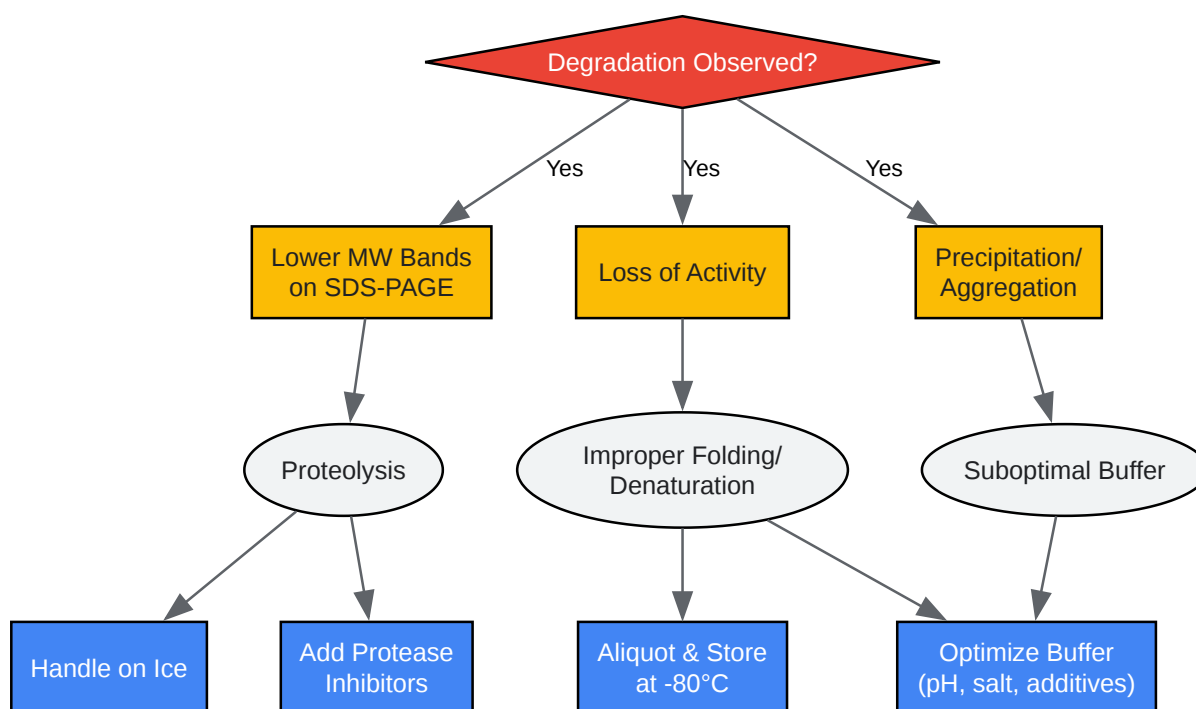 Degradation Observed?
Yes
Yes
Yes
Lower MW Bands
on SDS-PAGE
Loss of Activity
Precipitation/
Aggregation
Proteolysis
Improper Folding/
Denaturation
Suboptimal Buffer
Handle on Ice
Add Protease
Inhibitors
Aliquot & Store
at -80°C
Optimize Buffer
(pH, salt, additives)